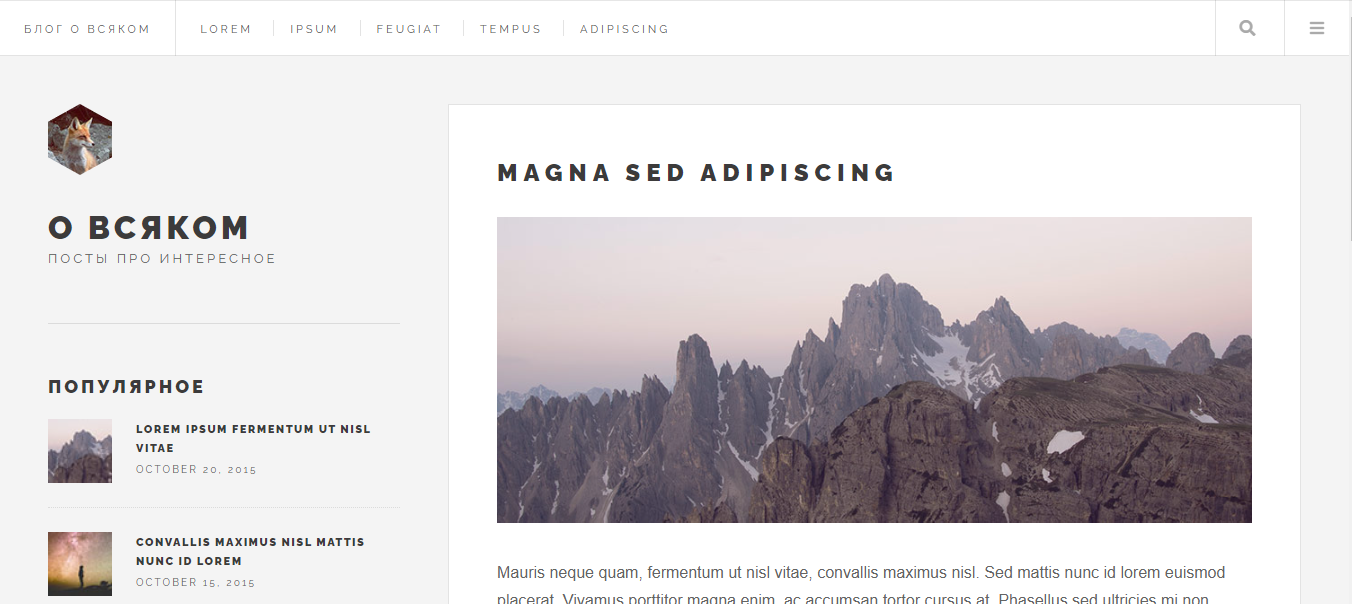 БЛОГ О ВСЯКОМ LOREM IPSUM FEUGIAT TEMPUS ADIPISCING
О ВСЯКОМ
ПОСТЫ ПРО ИНТЕРЕСНОЕ
ПОПУЛЯРНОЕ
LOREM IPSUM FERMENTUM UT NISL
VITAE
OCTOBER 20, 2015
CONVALLIS MAXIMUS NISL MATTIS
NUNC ID LOREM
OCTOBER 15, 2015
MAGNA SED ADIPISCING
Mauris neque quam, fermentum ut nisl vitae, convallis maximus nisl. Sed mattis nunc id lorem euismod
placerat. Vivamus porttitor magna enim, ac accumsan tortor cursus at. Phasellus sed ultricies mi non